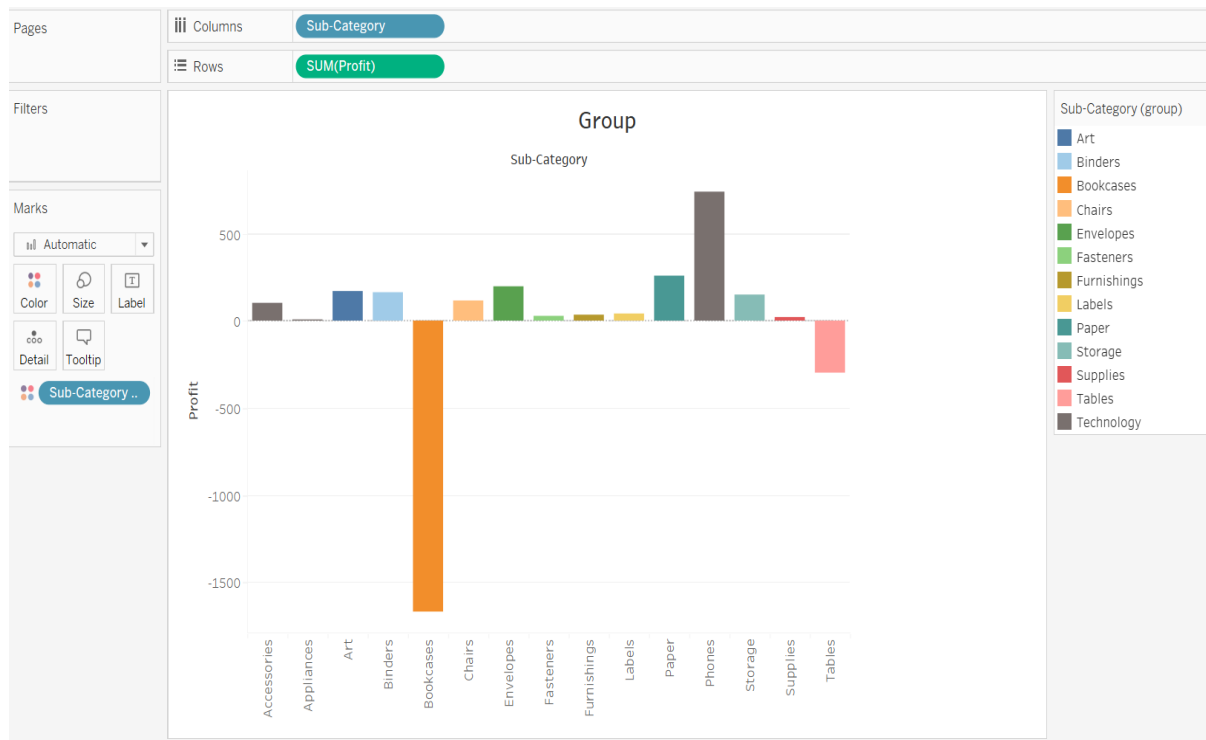 Pages
Columns
Sub-Category
Rows
SUM(Profit)
Filters
Marks
Automatic
Color
Size
Label
Detail
Tooltip
Sub-Category ..
Group
Sub-Category
Profit
500
0
-500
-1000
-1500
Accessories
Appliances
Art
Binders
Bookcases
Chairs
Envelopes
Fasteners
Furnishings
Labels
Paper
Phones
Storage
Supplies
Tables
Sub-Category (group)
Art
Binders
Bookcases
Chairs
Envelopes
Fasteners
Furnishings
Labels
Paper
Storage
Supplies
Tables
Technology